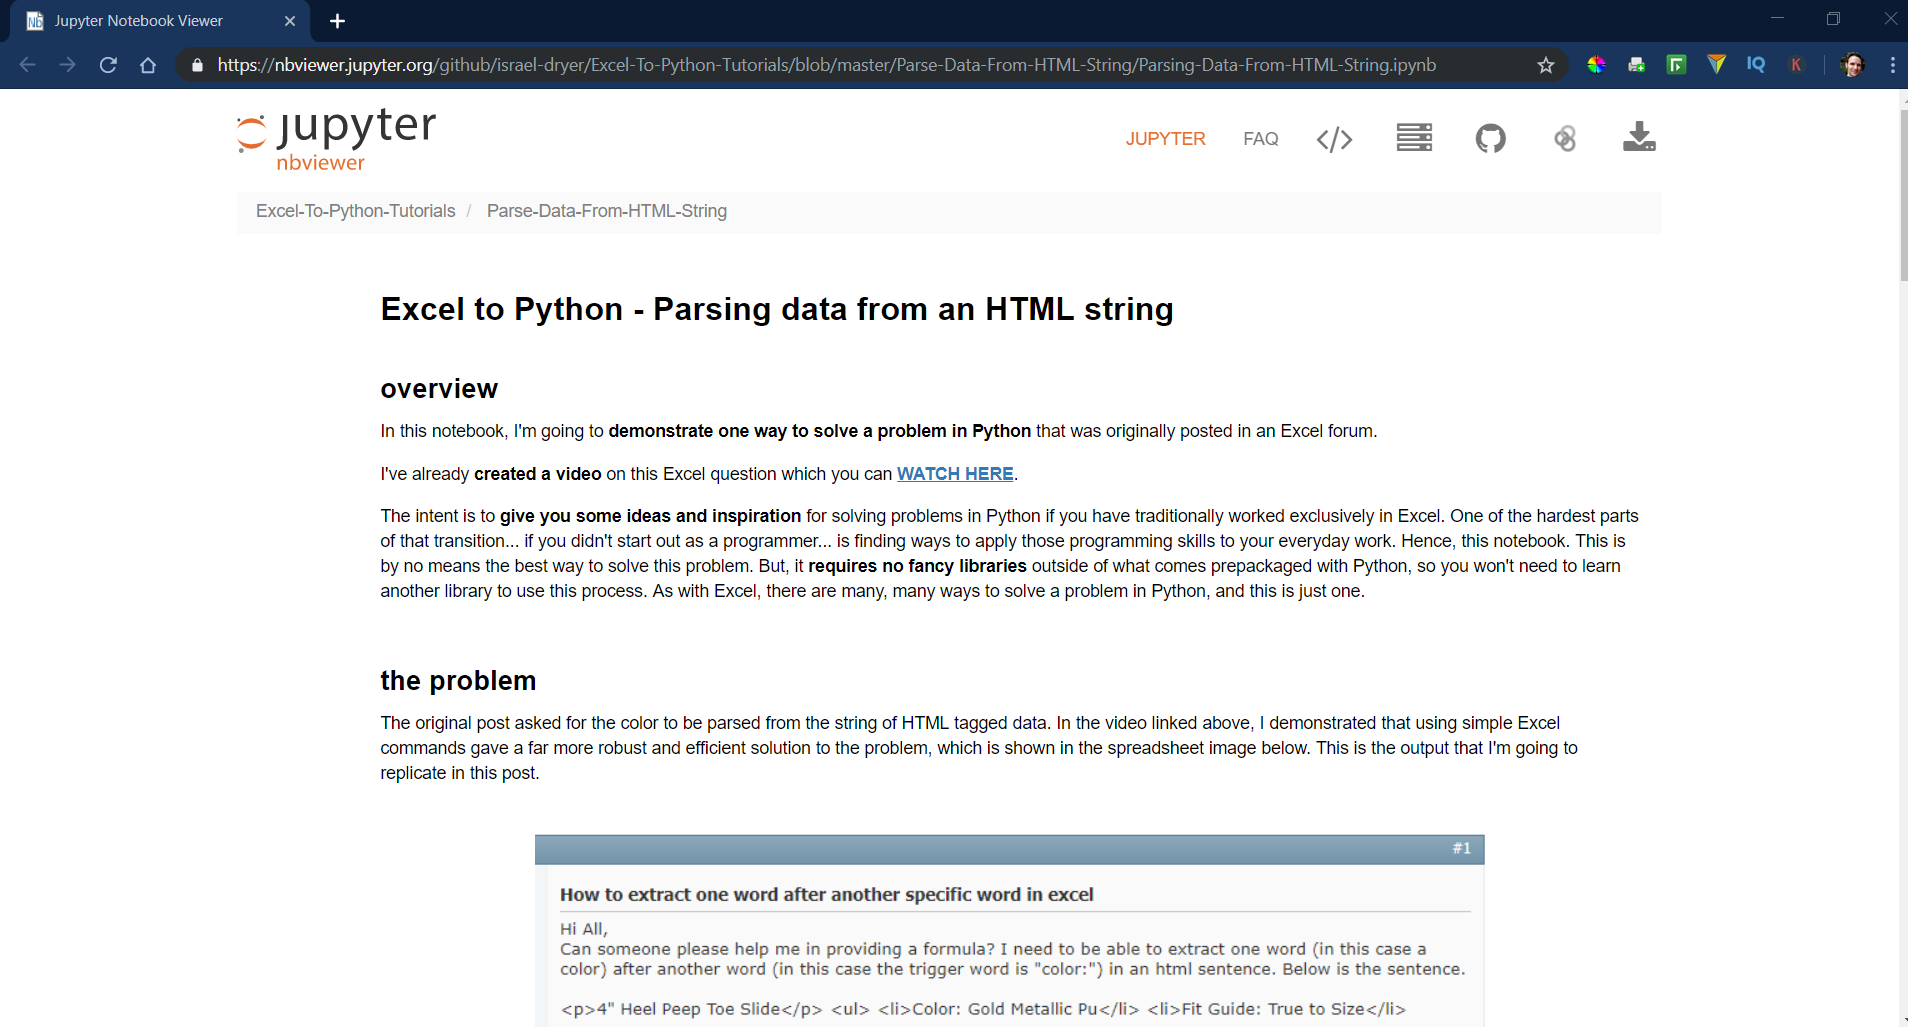 Jupyter Notebook Viewer
https://nbviewer.jupyter.org/github/israel-dryer/Excel-To-Python-Tutorials/blob/master/Parse-Data-From-HTML-String/Parsing-Data-From-HTML-String.ipynb
IQ
K
jupyter
nbviewer
JUPYTER FAQ </>
Excel-To-Python-Tutorials / Parse-Data-From-HTML-String
Excel to Python - Parsing data from an HTML string
overview
In this notebook, I'm going to demonstrate one way to solve a problem in Python that was originally posted in an Excel forum.
I've already created a video on this Excel question which you can WATCH HERE.
The intent is to give you some ideas and inspiration for solving problems in Python if you have traditionally worked exclusively in Excel. One of the hardest parts
of that transition... if you didn't start out as a programmer... is finding ways to apply those programming skills to your everyday work. Hence, this notebook. This is
by no means the best way to solve this problem. But, it requires no fancy libraries outside of what comes prepackaged with Python, so you won't need to learn
another library to use this process. As with Excel, there are many, many ways to solve a problem in Python, and this is just one.
the problem
The original post asked for the color to be parsed from the string of HTML tagged data. In the video linked above, I demonstrated that using simple Excel
commands gave a far more robust and efficient solution to the problem, which is shown in the spreadsheet image below. This is the output that I'm going to
replicate in this post.
#1
How to extract one word after another specific word in excel
Hi All,
Can someone please help me in providing a formula? I need to be able to extract one word (in this case a
color) after another word (in this case the trigger word is "color:") in an html sentence. Below is the sentence.
<p>4" Heel Peep Toe Slide</p> <ul> <li>Color: Gold Metallic Pu</li> <li>Fit Guide: True to Size</li>